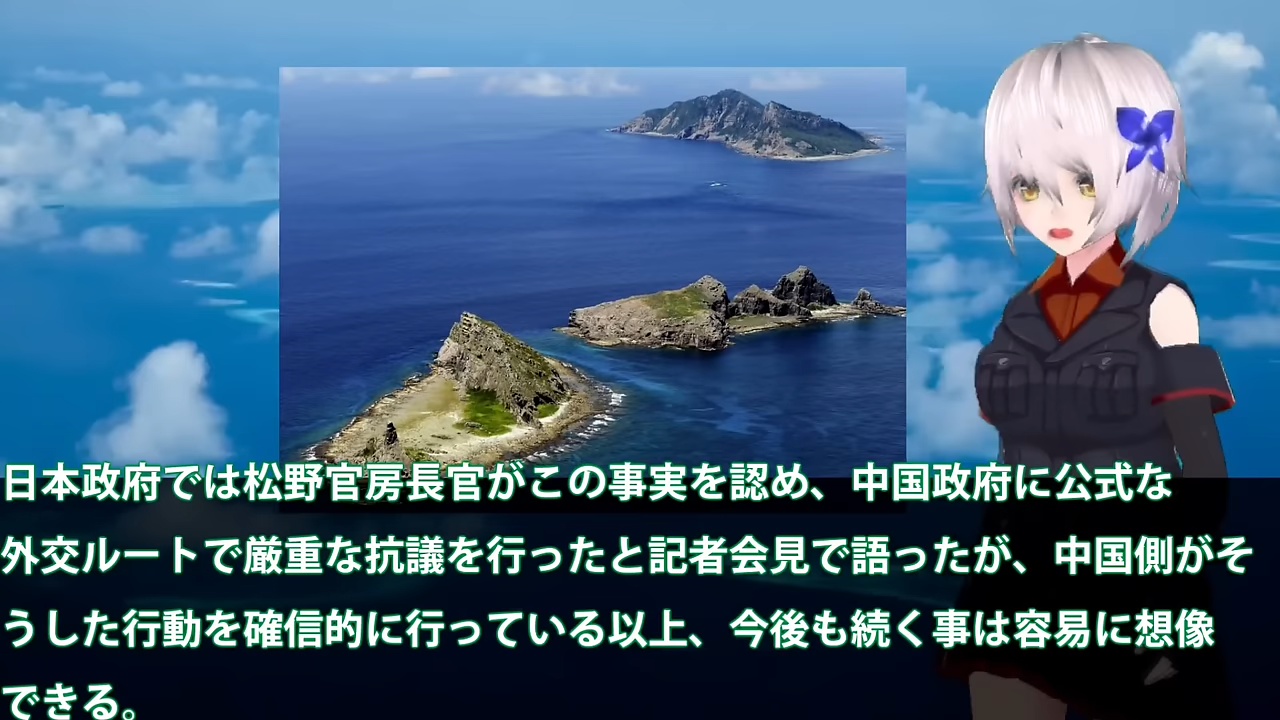 日本政府では松野官房長官がこの事実を認め、中国政府に公式な
外交ルートで厳重な抗議を行ったと記者会見で語ったが、中国側がそ
うした行動を確信的に行っている以上、今後も続く事は容易に想像
できる。